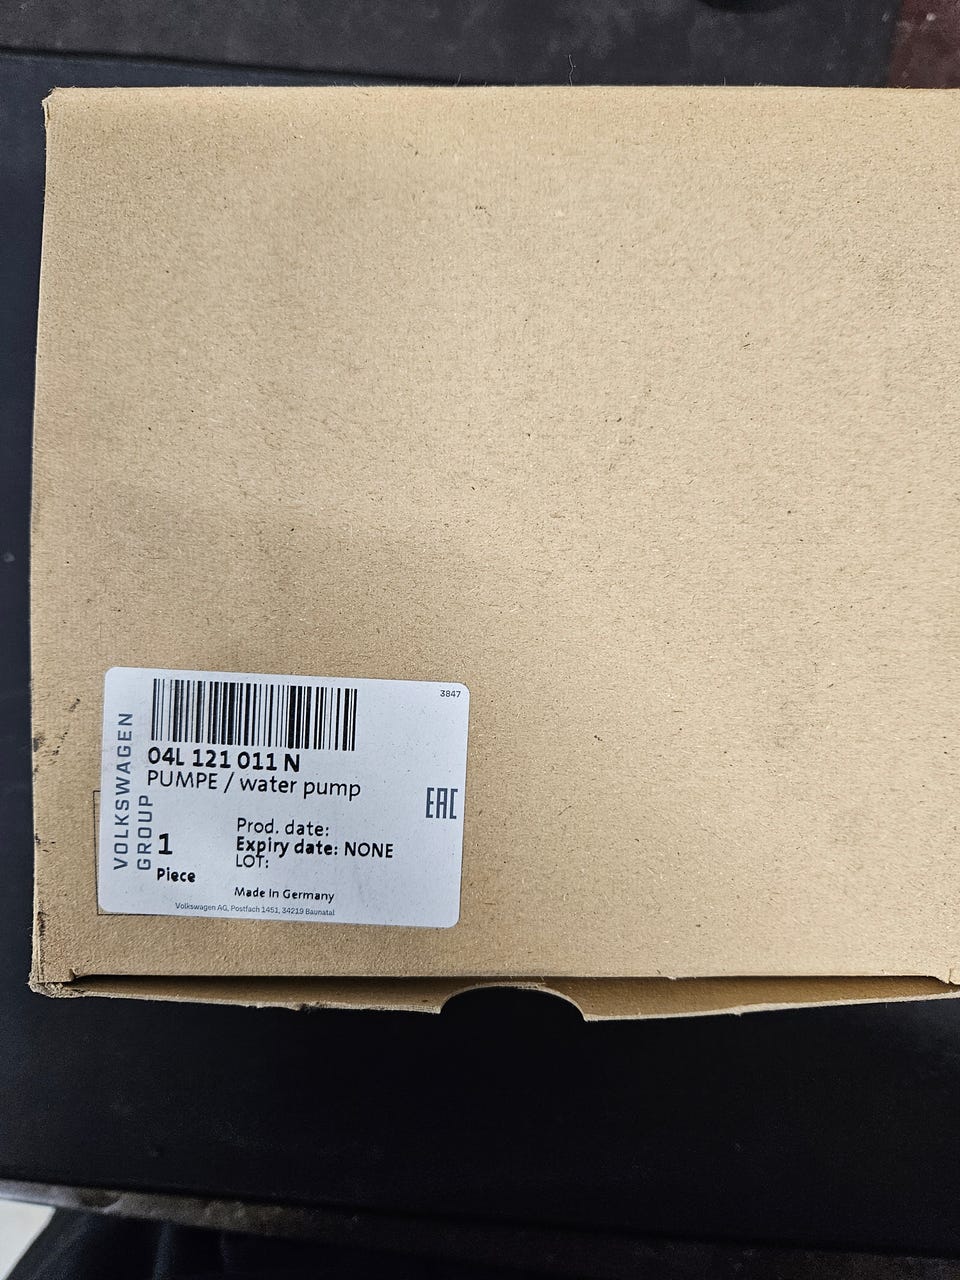 3847
04L 121 011 N
PUMPE / water pump
EAC
VOLKSWAGEN
GROUP
1
Piece
Prod. date:
Expiry date: NONE
LOT:
Made In Germany
Volkswagen AG, Postfach 1451, 34219 Baunatal